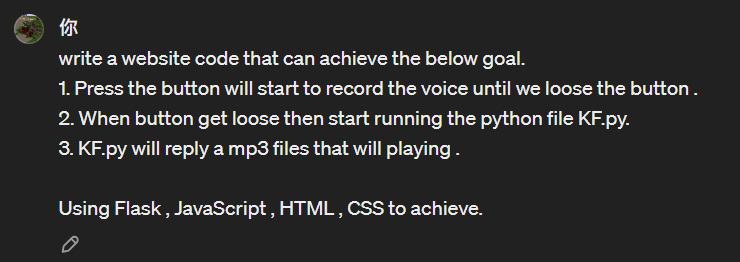 你
write a website code that can achieve the below goal.
1. Press the button will start to record the voice until we loose the button .
2. When button get loose then start running the python file KF.py.
3. KF.py will reply a mp3 files that will playing .
Using Flask , JavaScript , HTML , CSS to achieve.